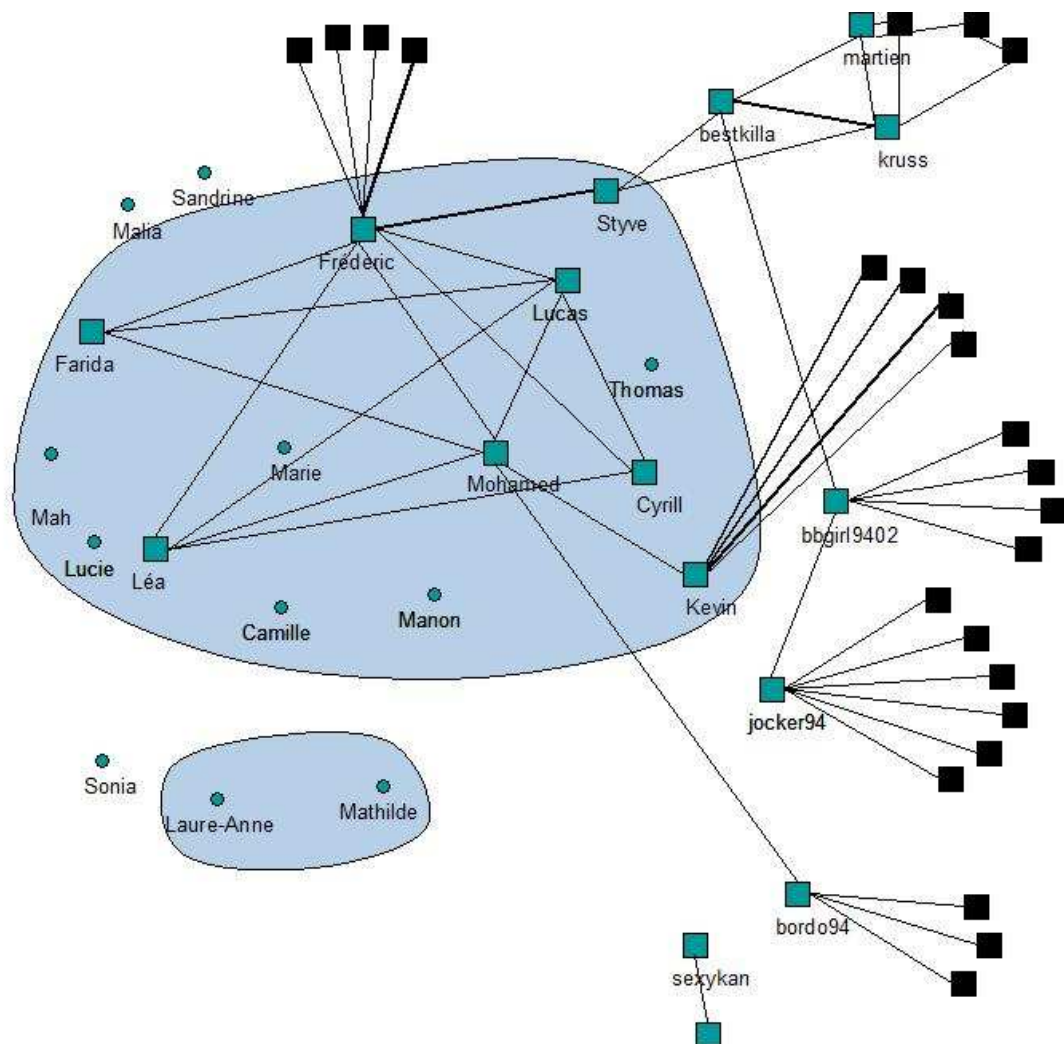 martien
bestkilla
kruss
Sandrine
Malia
Styve
Fréderic
Lucas
Farida
Thomas
Marie
Mohamed
Cyrill
Mah
Lucie
Léa
bbgirl9402
Manon
Kevin
Camille
jocker94
Sonia
Mathilde
Laure-Anne
bordo94
sexykan